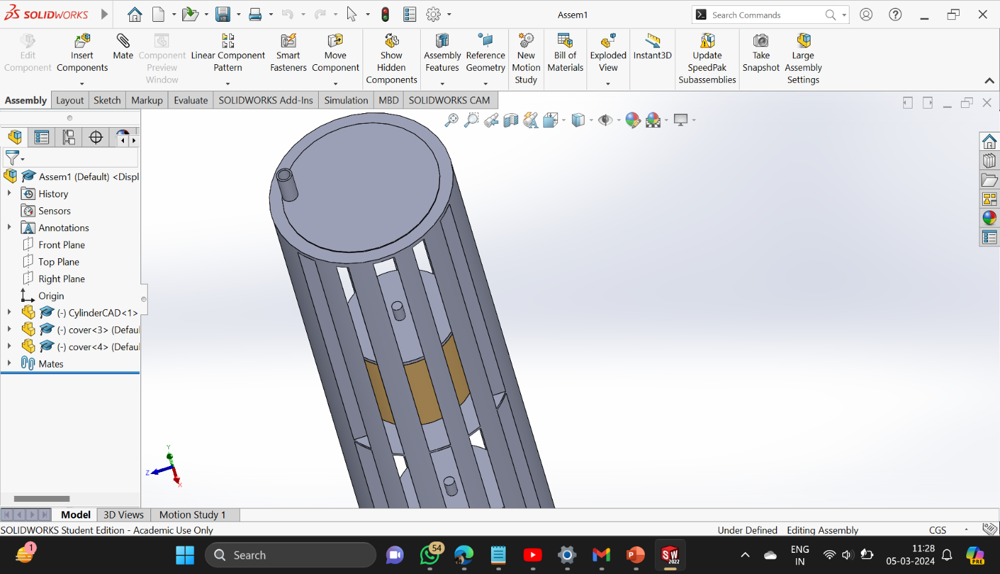 SOLIDWORKS
Assem1
Search Commands
Edit Component
Insert Components
Mate
Component Preview Window
Linear Component Pattern
Smart Fasteners
Move Component
Show Hidden Components
Assembly Features
Reference Geometry
New Motion Study
Bill of Materials
Exploded View
Instant3D
Update SpeedPak Subassemblies
Take Snapshot
Large Assembly Settings
Assembly
Layout
Sketch
Markup
Evaluate
SOLIDWORKS Add-Ins
Simulation
MBD
SOLIDWORKS CAM
Assem1 (Default) <Displ
History
Sensors
Annotations
Front Plane
Top Plane
Right Plane
Origin
(-) CylinderCAD<1>
(-) cover<3> (Defaul
(-) cover<4> (Defaul
Mates
Y
Z
X
Model
3D Views
Motion Study 1
SOLIDWORKS Student Edition - Academic Use Only
Under Defined
Editing Assembly
CGS
1
Search
54
SW
2022
ENG
IN
11:28
05-03-2024
PRE